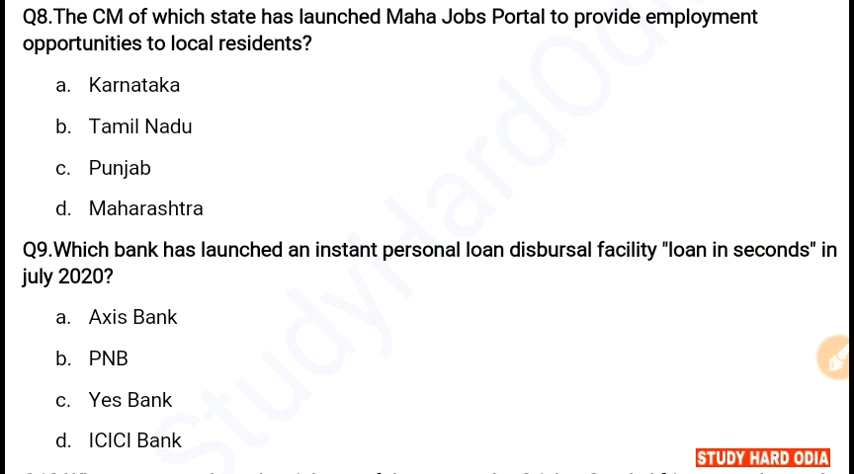 Q8.The CM of which state has launched Maha Jobs Portal to provide employment
opportunities to local residents?
a. Karnataka
b. Tamil Nadu
c. Punjab
d. Maharashtra
Q9.Which bank has launched an instant personal loan disbursal facility "loan in seconds" in
july 2020?
a. Axis Bank
b. PNB
c. Yes Bank
d. ICICI Bank
STUDY HARD ODIA
StudyHardOdi